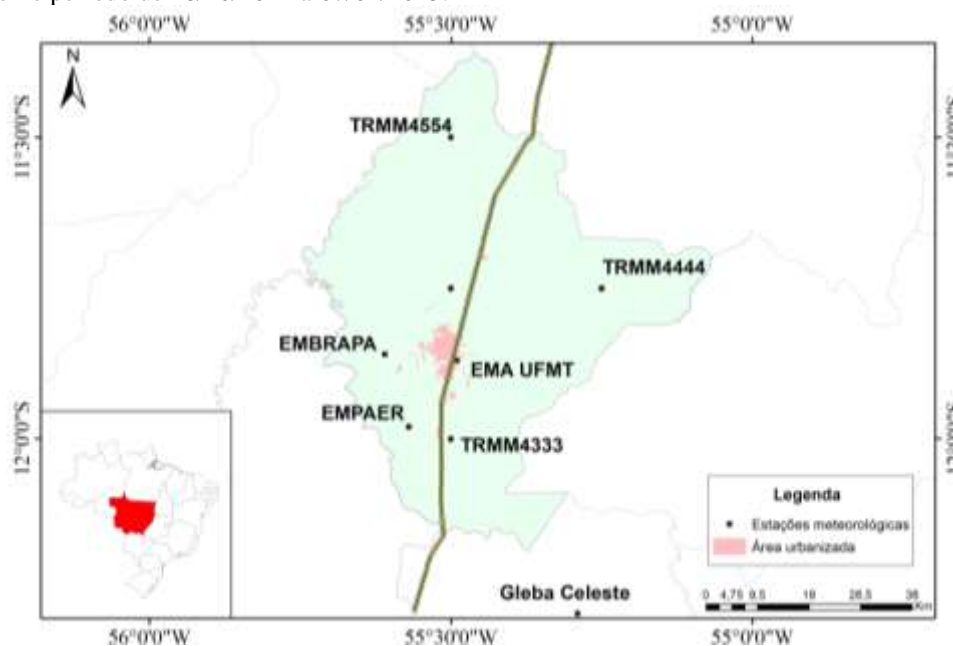 56°0'0"W 55°30'0"W 55°0'0"W
N
TRMM4554
11°30'0"S
TRMM4444
EMBRAPA
EMA UFMT
EMPAER
TRMM4333
12°0'0"S
Legenda
Estações meteorológicas
Área urbanizada
Gleba Celeste
0 4,75 9,5 19 28,5 38
Km
56°0'0"W 55°30'0"W 55°0'0"W